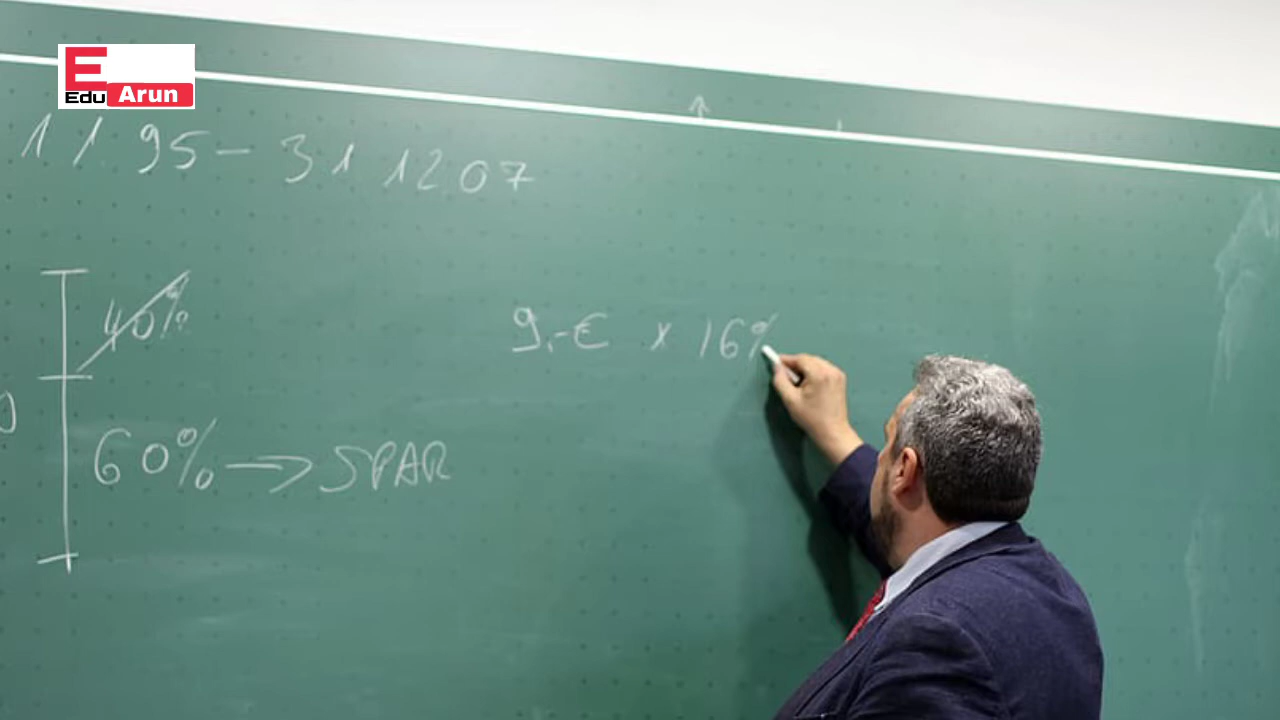 E
Edu Arun
1 1 95 - 31 12 07
40%
9,-€ x 16%
60% → SPAR